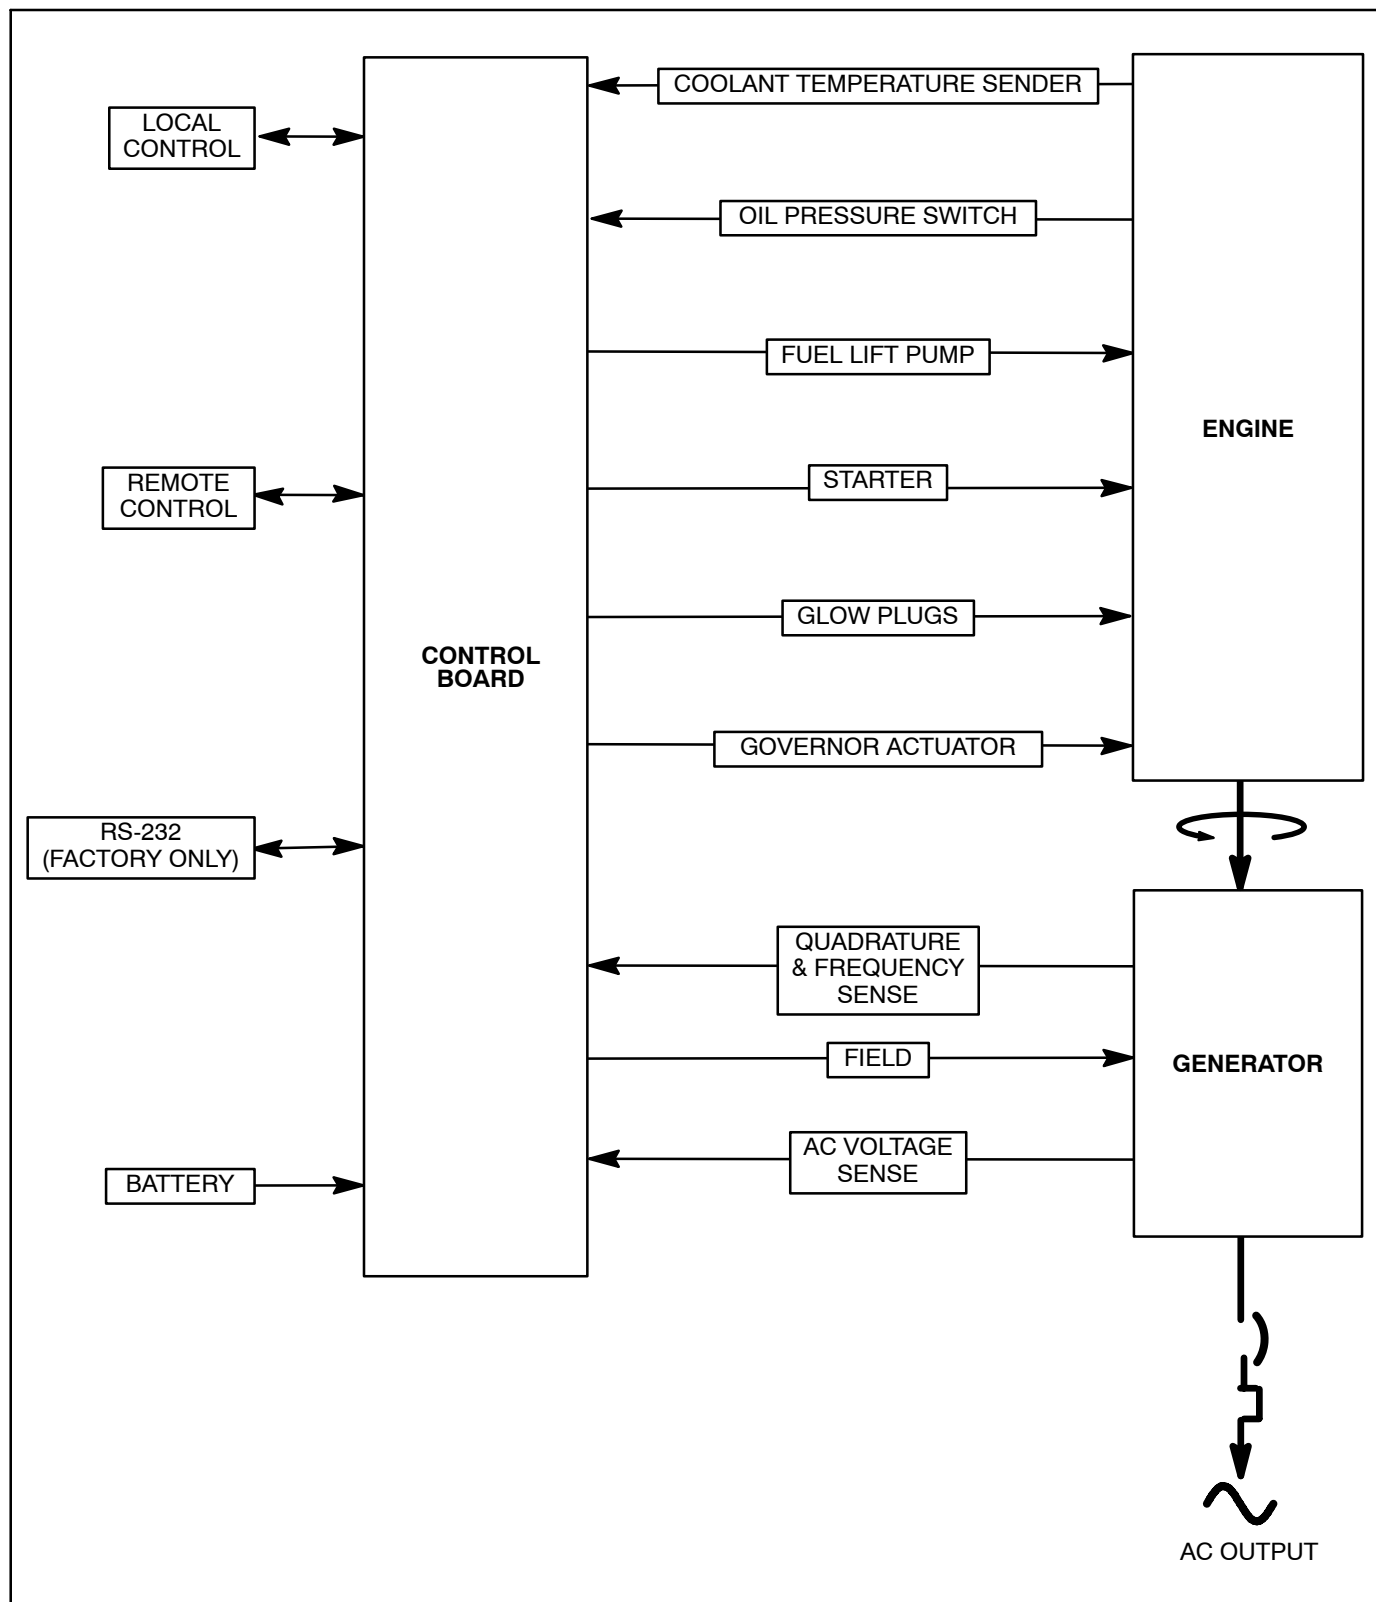 COOLANT TEMPERATURE SENDER
LOCAL
CONTROL
OIL PRESSURE SWITCH
FUEL LIFT PUMP
ENGINE
STARTER
REMOTE
CONTROL
GLOW PLUGS
CONTROL
BOARD
GOVERNOR ACTUATOR
RS-232
(FACTORY ONLY)
QUADRATURE
& FREQUENCY
SENSE
FIELD
GENERATOR
AC VOLTAGE
SENSE
BATTERY
AC OUTPUT